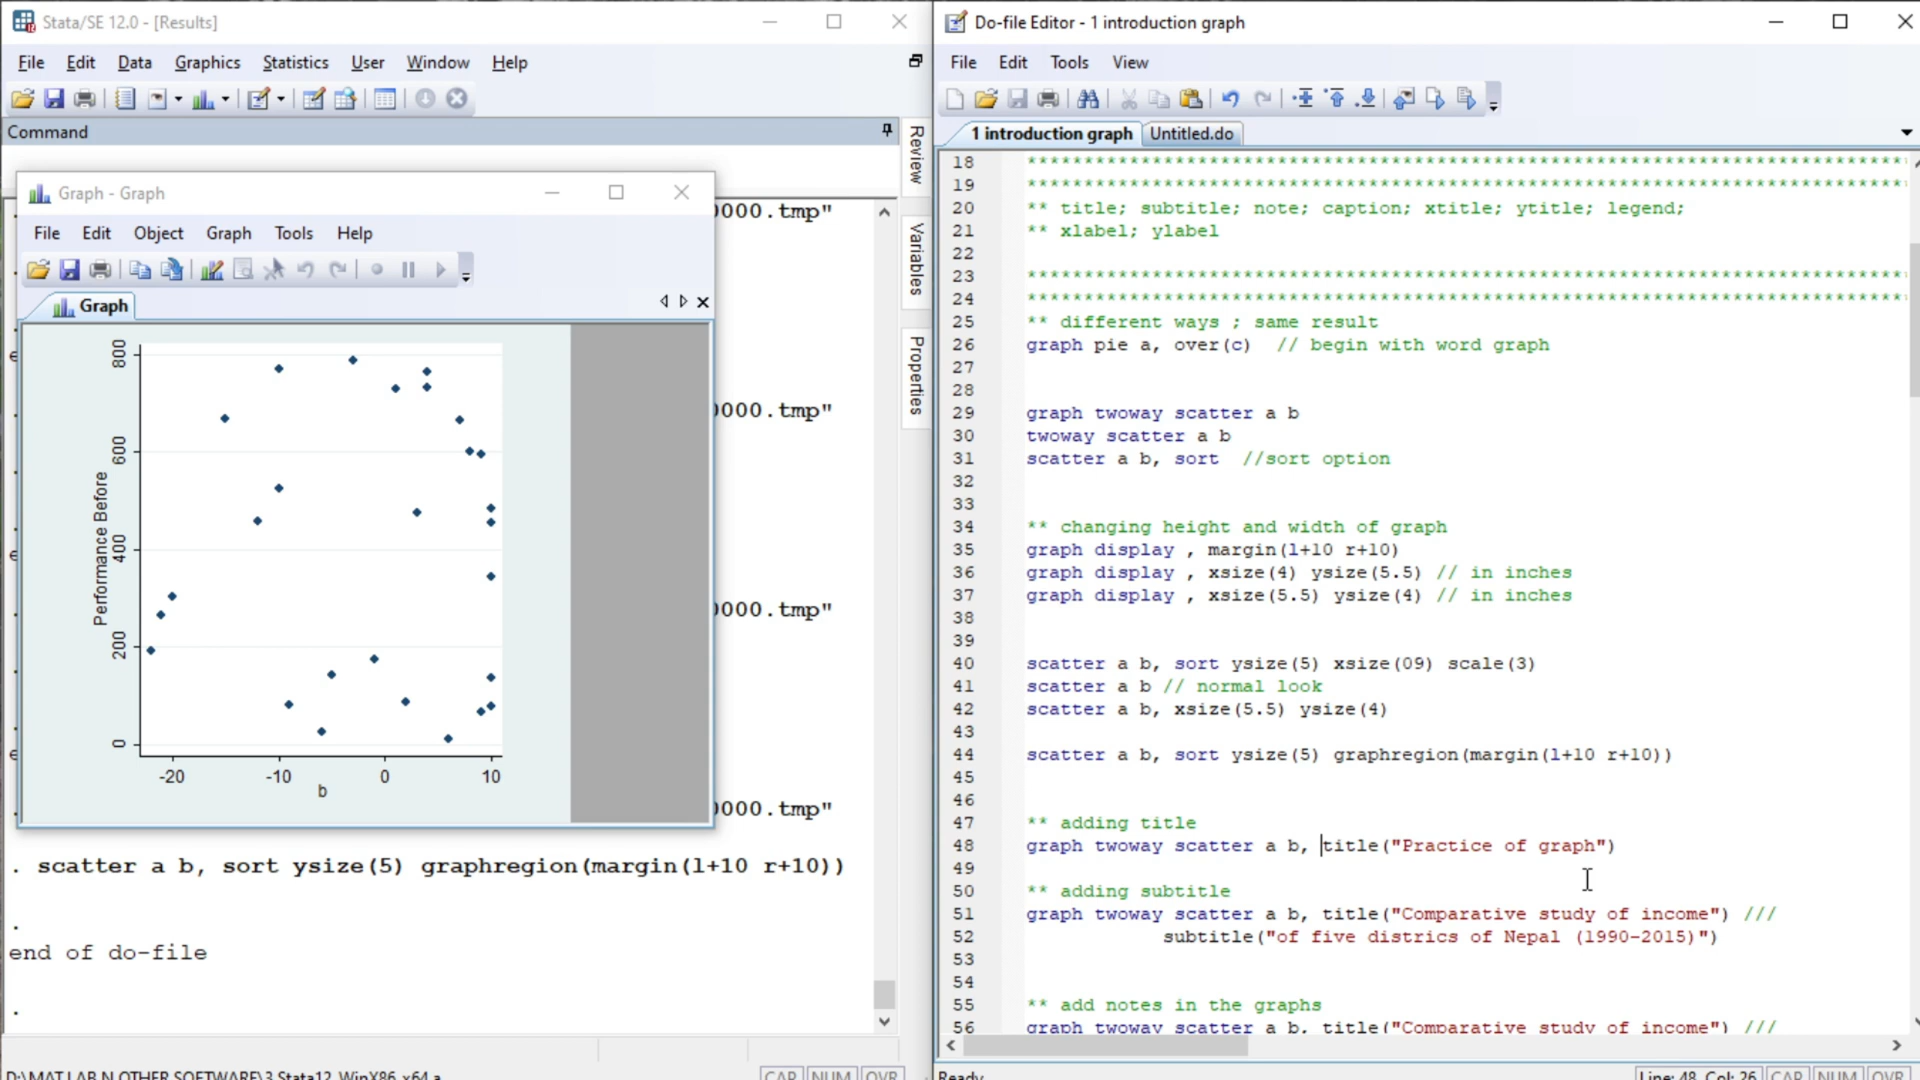 Stata/SE 12.0 - [Results]
File Edit Data Graphics Statistics User Window Help
Command
Review
Variables
Properties
0000.tmp"
0000.tmp"
0000.tmp"
0000.tmp"
Graph - Graph
File Edit Object Graph Tools Help
Graph
800
600
400
200
0
Performance Before
-20 -10 0 10
b
. scatter a b, sort ysize(5) graphregion(margin(l+10 r+10))
.
end of do-file
.
CAP NUM OVR
Do-file Editor - 1 introduction graph
File Edit Tools View
1 introduction graph Untitled.do
18 ******************************************************************************
19 ******************************************************************************
20 ** title; subtitle; note; caption; xtitle; ytitle; legend;
21 ** xlabel; ylabel
22
23 ******************************************************************************
24 ******************************************************************************
25 ** different ways ; same result
26 graph pie a, over(c) // begin with word graph
27
28
29 graph twoway scatter a b
30 twoway scatter a b
31 scatter a b, sort //sort option
32
33
34 ** changing height and width of graph
35 graph display , margin(l+10 r+10)
36 graph display , xsize(4) ysize(5.5) // in inches
37 graph display , xsize(5.5) ysize(4) // in inches
38
39
40 scatter a b, sort ysize(5) xsize(09) scale(3)
41 scatter a b // normal look
42 scatter a b, xsize(5.5) ysize(4)
43
44 scatter a b, sort ysize(5) graphregion(margin(l+10 r+10))
45
46
47 ** adding title
48 graph twoway scatter a b, title("Practice of graph")
49
50 ** adding subtitle
51 graph twoway scatter a b, title("Comparative study of income") ///
52 subtitle("of five districs of Nepal (1990-2015)")
53
54
55 ** add notes in the graphs
56 graph twoway scatter a b, title("Comparative study of income") ///
Ready
Line: 48, Col: 26 CAP NUM OVR